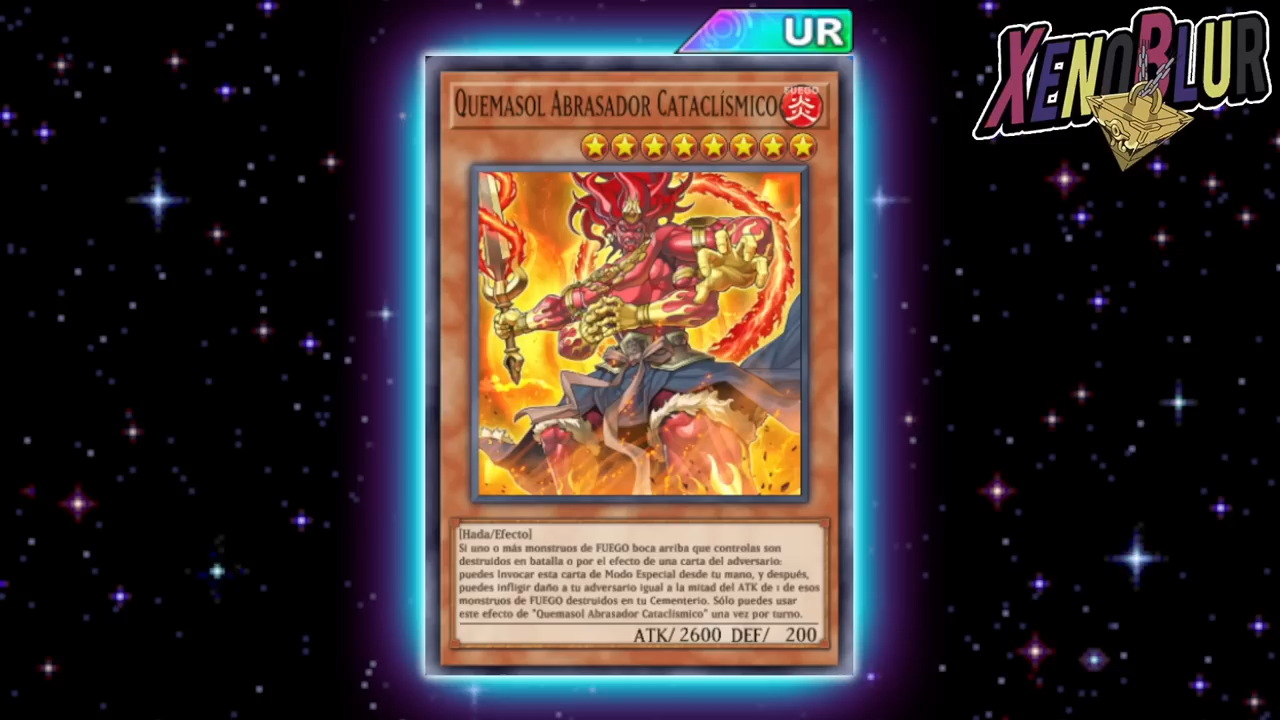 UR
XENOBLUR
QUEMASOL ABRASADOR CATACLÍSMICO
FUEGO
炎
[Hada/Efecto]
Si uno o más monstruos de FUEGO boca arriba que controlas son
destruidos en batalla o por el efecto de una carta del adversario:
puedes Invocar esta carta de Modo Especial desde tu mano, y después,
puedes infligir daño a tu adversario igual a la mitad del ATK de 1 de esos
monstruos de FUEGO destruidos en tu Cementerio. Sólo puedes usar
este efecto de "Quemasol Abrasador Cataclísmico" una vez por turno.
ATK/ 2600 DEF/ 200